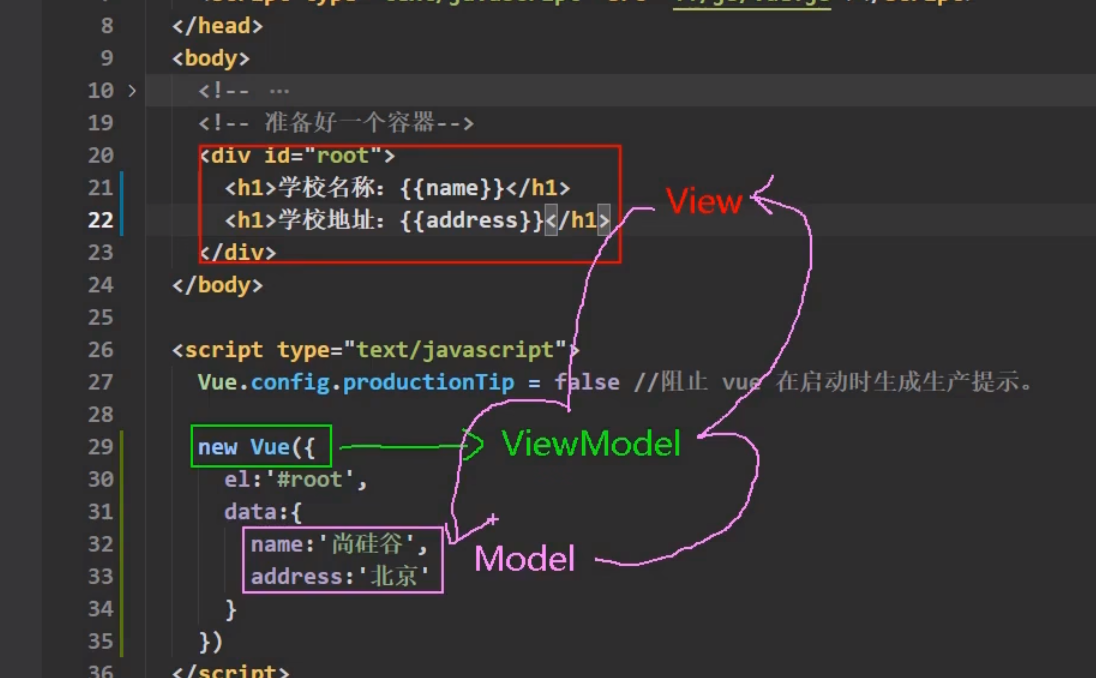 8 </head>
9 <body>
10 <!-- ...
19 <!-- 准备好一个容器-->
20 <div id="root">
21 <h1>学校名称：{{name}}</h1>
22 <h1>学校地址：{{address}}</h1>
View
23 </div>
24 </body>
25
26 <script type="text/javascript">
27 Vue.config.productionTip = false //阻止 vue 在启动时生成生产提示。
28
29 new Vue({
ViewModel
30 el:'#root',
31 data:{
32 name:'尚硅谷',
Model
33 address:'北京'
34 }
35 })
36 </script>